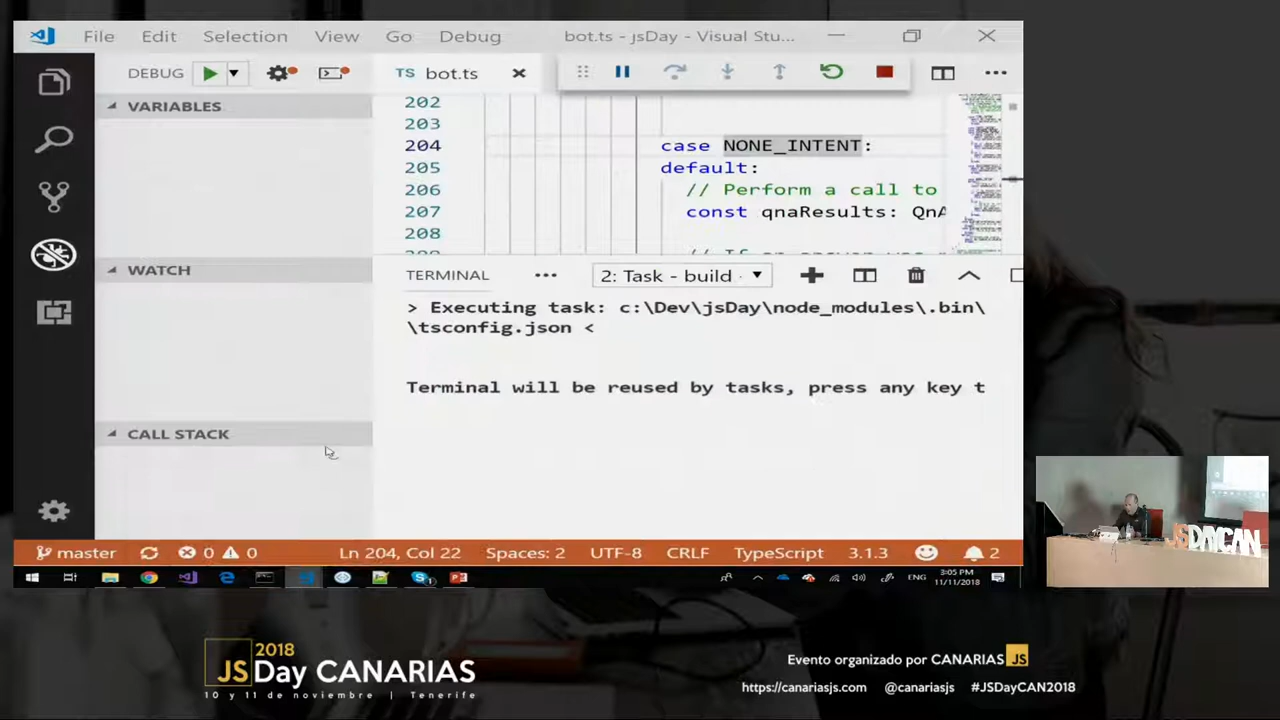 File Edit Selection View Go Debug bot.ts - jsDay - Visual Stu...
DEBUG
TS bot.ts
VARIABLES
202
203
204 case NONE_INTENT:
205 default:
206 // Perform a call to
207 const qnaResults: QnA
208
WATCH
TERMINAL ... 2: Task - build
> Executing task: c:\Dev\jsDay\node_modules\.bin\
\tsconfig.json <
Terminal will be reused by tasks, press any key t
CALL STACK
master 0 0 Ln 204, Col 22 Spaces: 2 UTF-8 CRLF TypeScript 3.1.3 2
ENG
3:05 PM
11/11/2018
JSDAYCAN
2018
JSDay CANARIAS
10 y 11 de noviembre | Tenerife
Evento organizado por CANARIAS JS
https://canariasjs.com @canariasjs #JSDayCAN2018